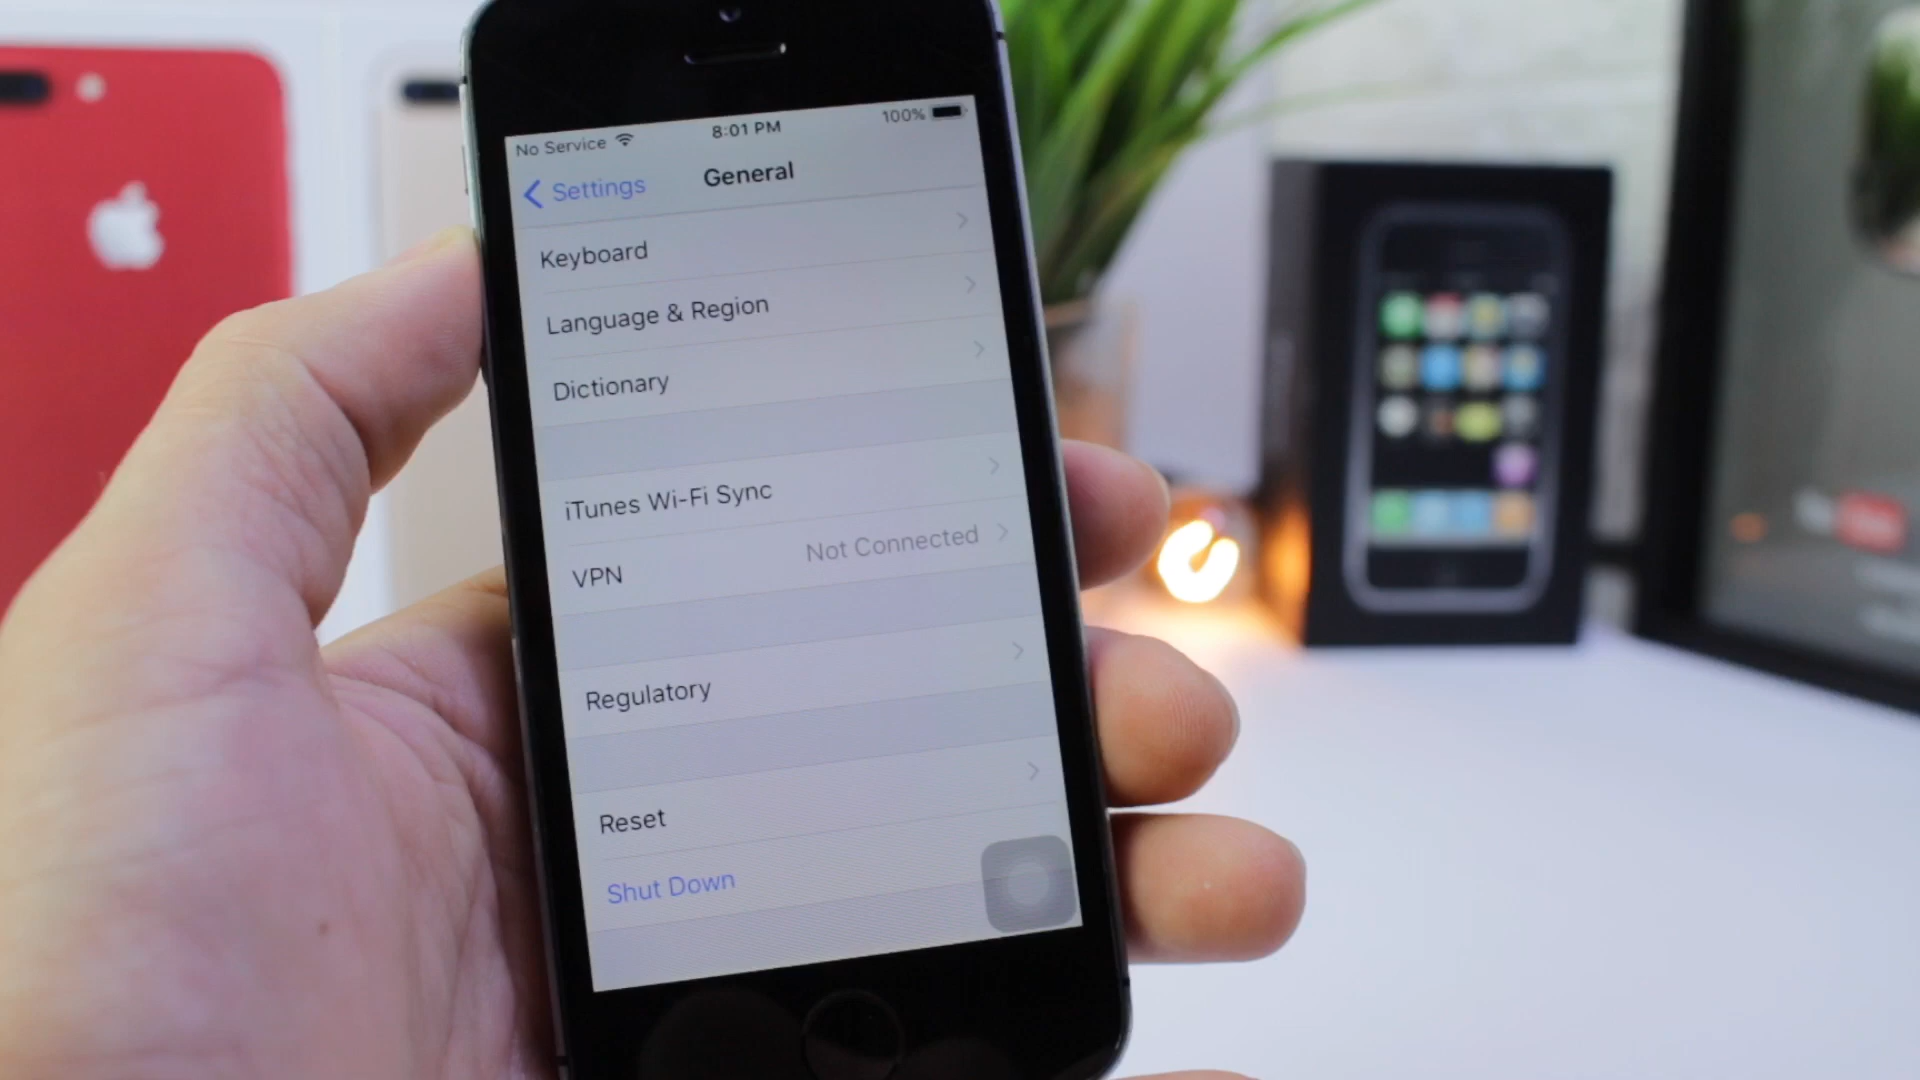 No Service 8:01 PM 100%
Settings General
Keyboard
Language & Region
Dictionary
iTunes Wi-Fi Sync
VPN Not Connected
Regulatory
Reset
Shut Down